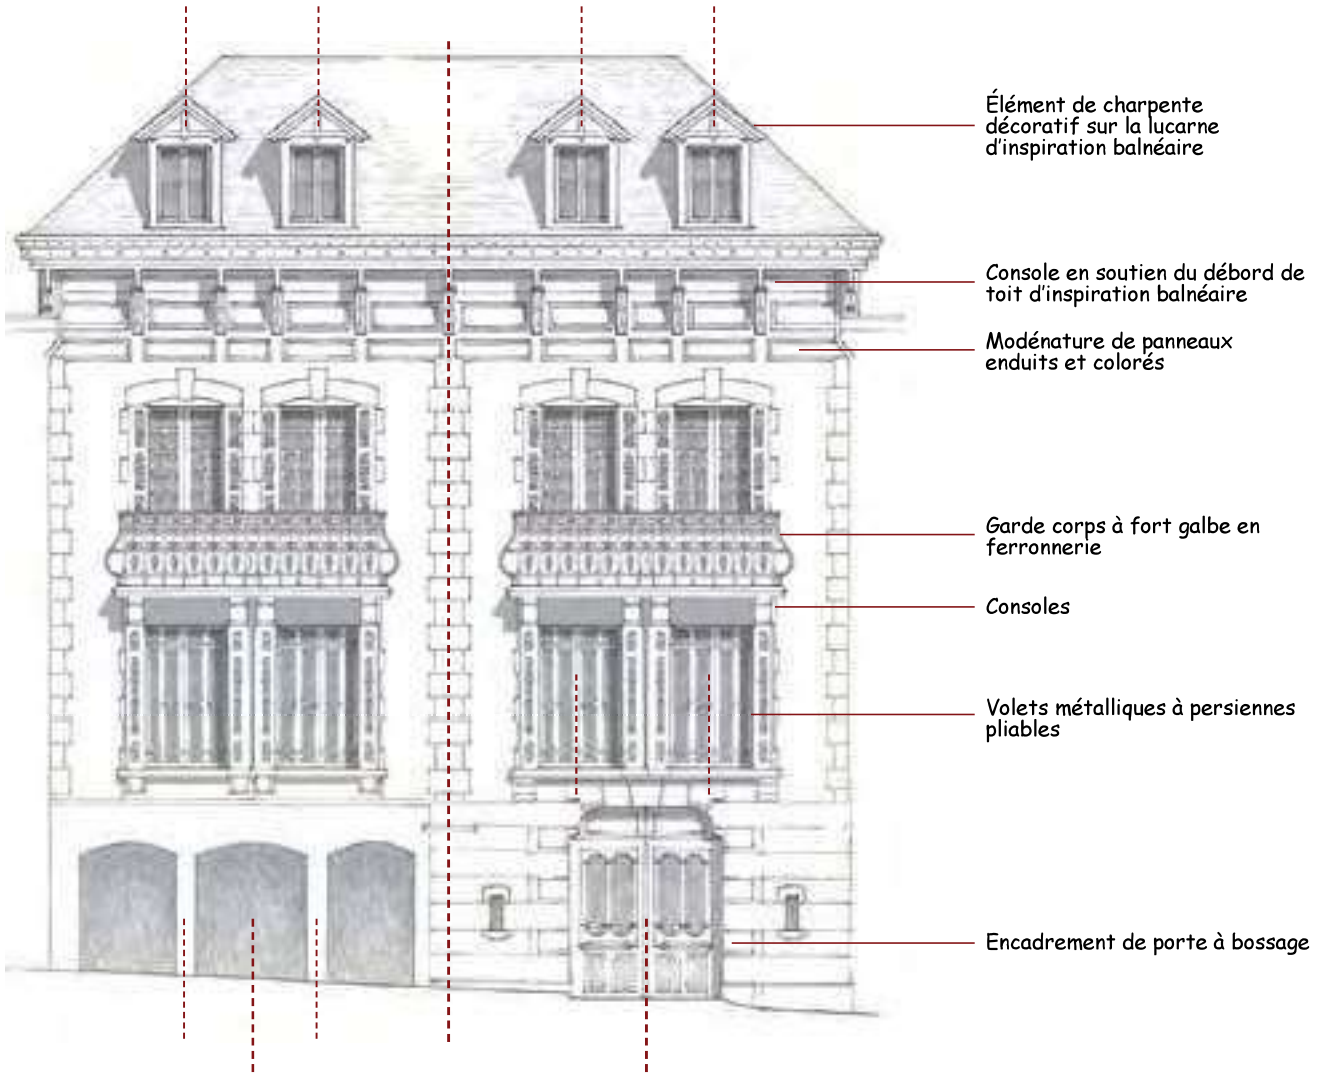 Élément de charpente
décoratif sur la lucarne
d'inspiration balnéaire
Console en soutien du débord de
toit d'inspiration balnéaire
Modénature de panneaux
enduits et colorés
Garde corps à fort galbe en
ferronnerie
Consoles
Volets métalliques à persiennes
pliables
Encadrement de porte à bossage